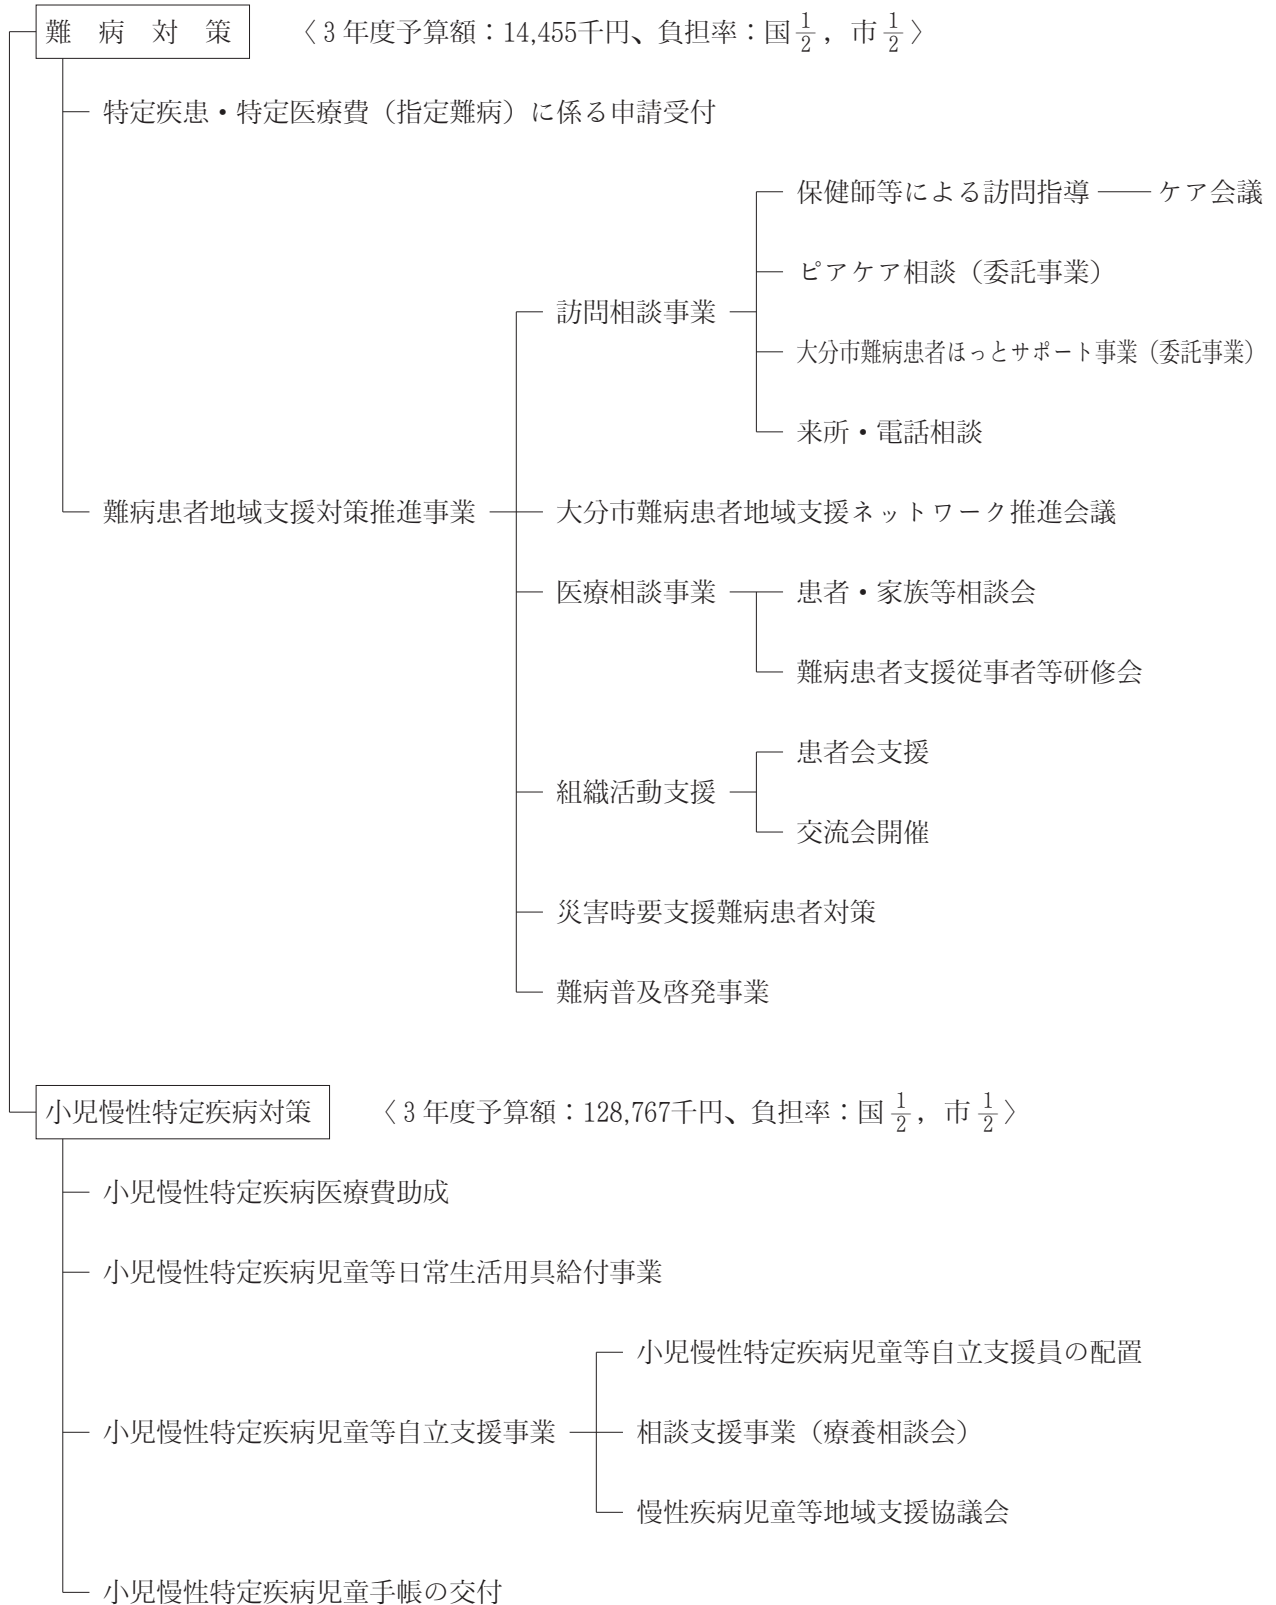 難病対策 〈3年度予算額：14,455千円、負担率：国1/2，市1/2〉
特定疾患・特定医療費（指定難病）に係る申請受付
保健師等による訪問指導 ケア会議
ピアケア相談（委託事業）
訪問相談事業
大分市難病患者ほっとサポート事業（委託事業）
来所・電話相談
難病患者地域支援対策推進事業 大分市難病患者地域支援ネットワーク推進会議
医療相談事業 患者・家族等相談会
難病患者支援従事者等研修会
患者会支援
組織活動支援
交流会開催
災害時要支援難病患者対策
難病普及啓発事業
小児慢性特定疾病対策 〈3年度予算額：128,767千円、負担率：国1/2，市1/2〉
小児慢性特定疾病医療費助成
小児慢性特定疾病児童等日常生活用具給付事業
小児慢性特定疾病児童等自立支援員の配置
小児慢性特定疾病児童等自立支援事業 相談支援事業（療養相談会）
慢性疾病児童等地域支援協議会
小児慢性特定疾病児童手帳の交付